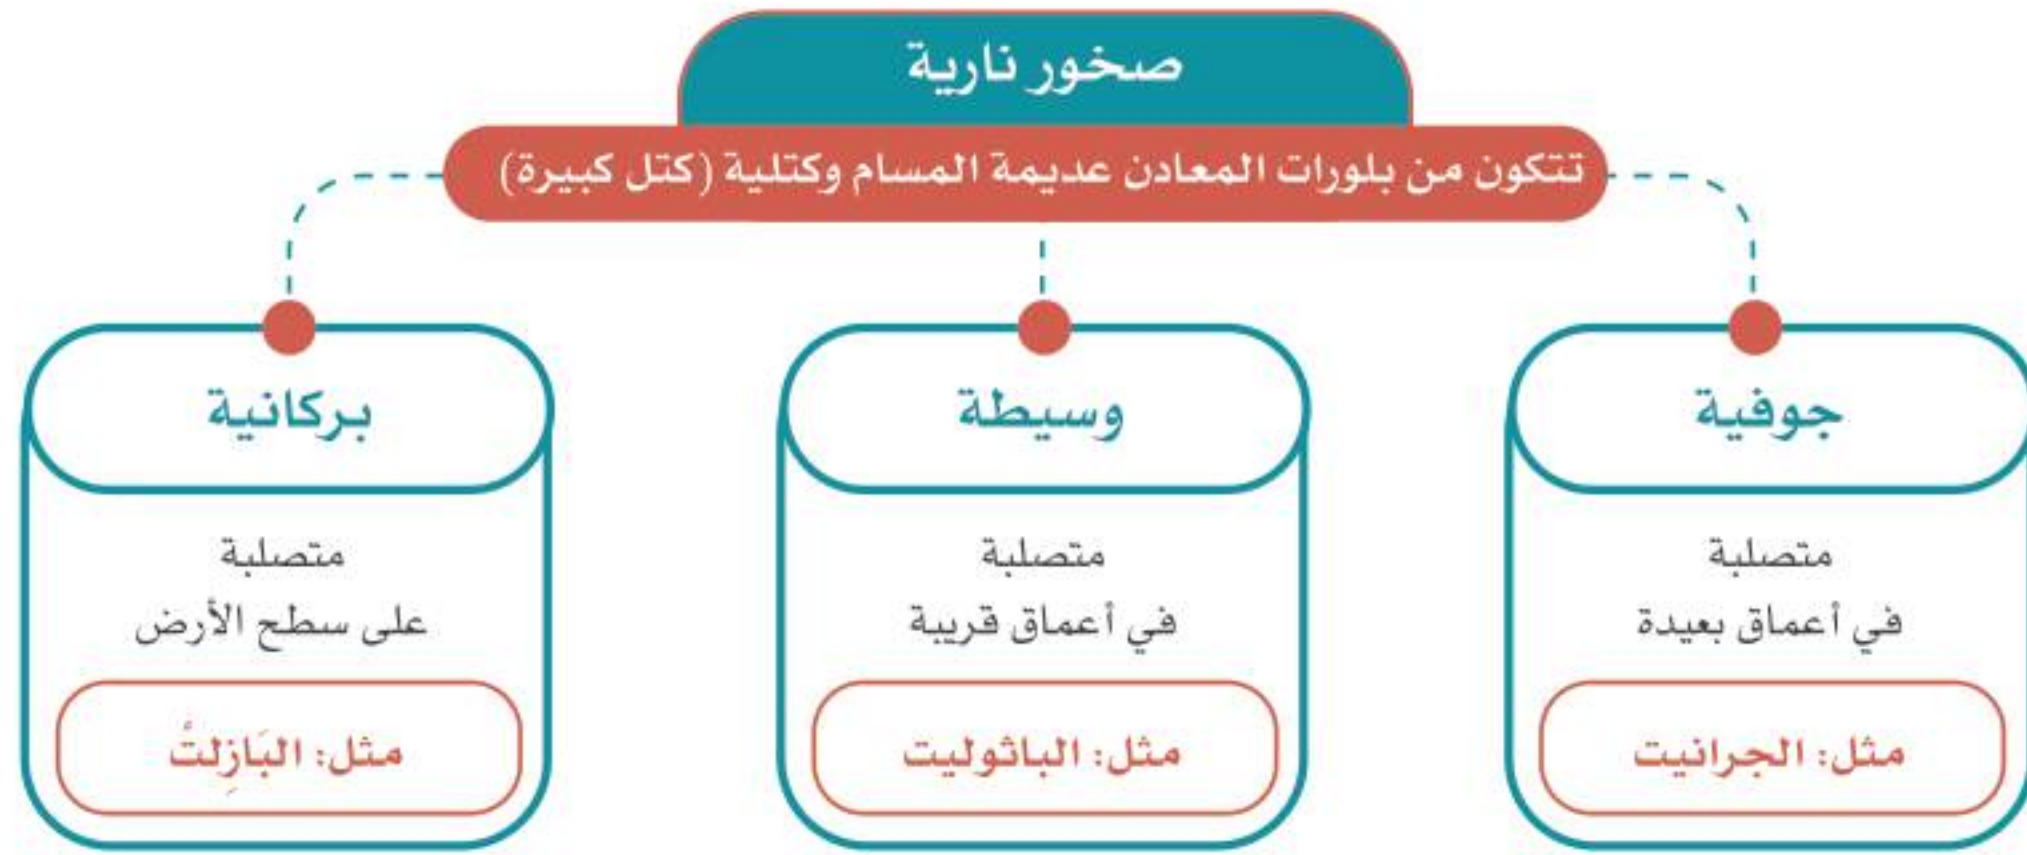 صخور نارية
تتكون من بلورات المعادن عديمة المسام وكتلية (كتل كبيرة)
جوفية
متصلبة
في أعماق بعيدة
مثل: الجرانيت
وسيطة
متصلبة
في أعماق قريبة
مثل: الباثوليت
بركانية
متصلبة
على سطح الأرض
مثل: البَازِلتْ